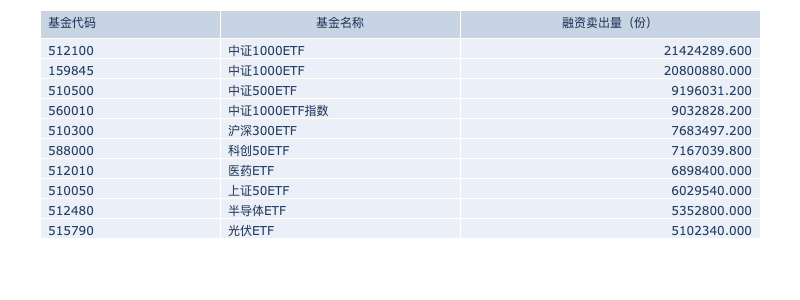 基金代码 基金名称 融资卖出量（份）
512100 中证1000ETF 21424289.600
159845 中证1000ETF 20800880.000
510500 中证500ETF 9196031.200
560010 中证1000ETF指数 9032828.200
510300 沪深300ETF 7683497.200
588000 科创50ETF 7167039.800
512010 医药ETF 6898400.000
510050 上证50ETF 6029540.000
512480 半导体ETF 5352800.000
515790 光伏ETF 5102340.000